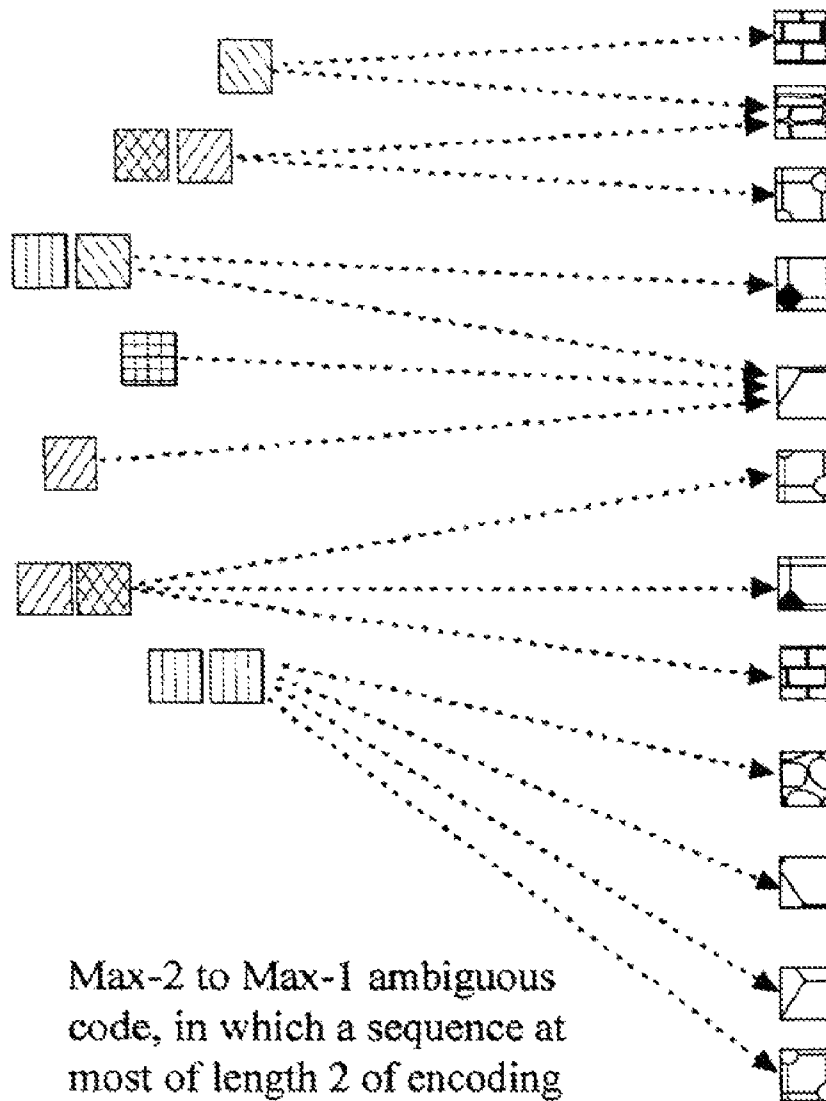 Max-2 to Max-1 ambiguous
code, in which a sequence at
most of length 2 of encoding